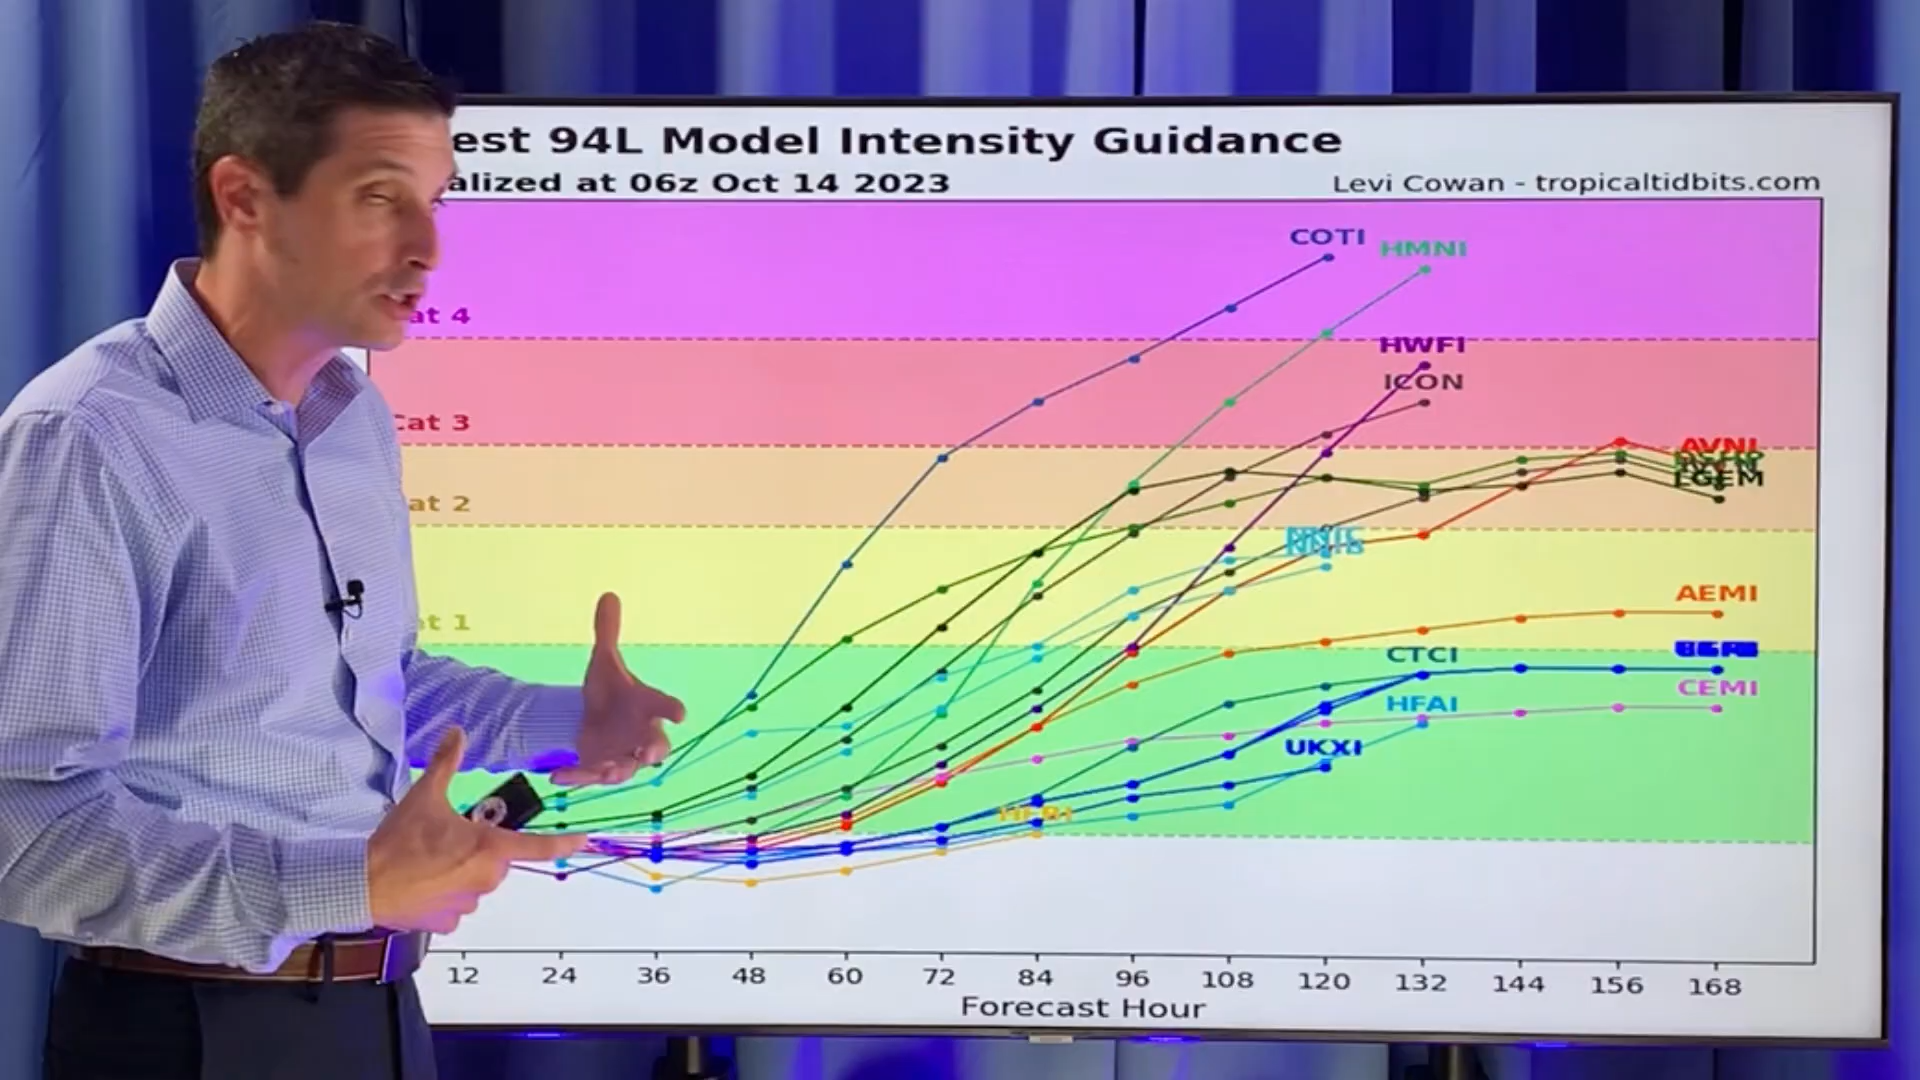 est 94L Model Intensity Guidance
alized at 06z Oct 14 2023
Levi Cowan - tropicaltidbits.com
COTI
HMNI
at 4
HWFI
ICON
Cat 3
AVNI
LGEM
at 2
AEMI
t 1
CTCI
CEMI
HFAI
UKXI
12 24 36 48 60 72 84 96 108 120 132 144 156 168
Forecast Hour